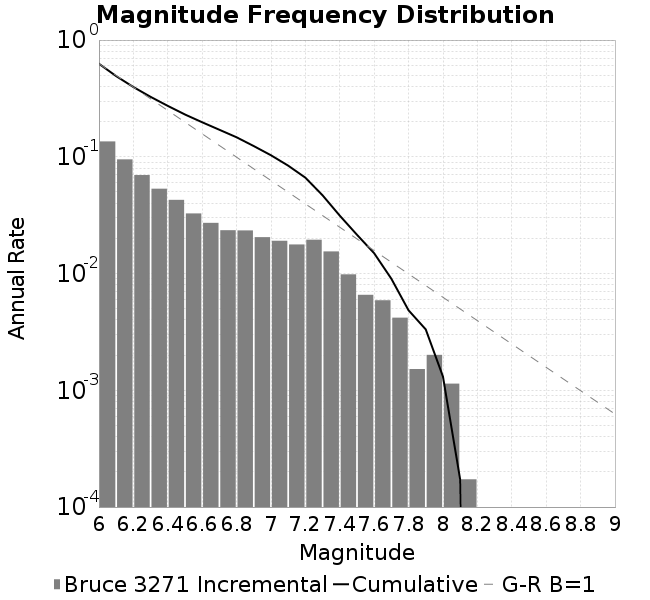 Magnitude Frequency Distribution
10^0
10^-1
10^-2
10^-3
10^-4
Annual Rate
6 6.2 6.4 6.6 6.8 7 7.2 7.4 7.6 7.8 8 8.2 8.4 8.6 8.8 9
Magnitude
Bruce 3271 Incremental Cumulative G-R B=1